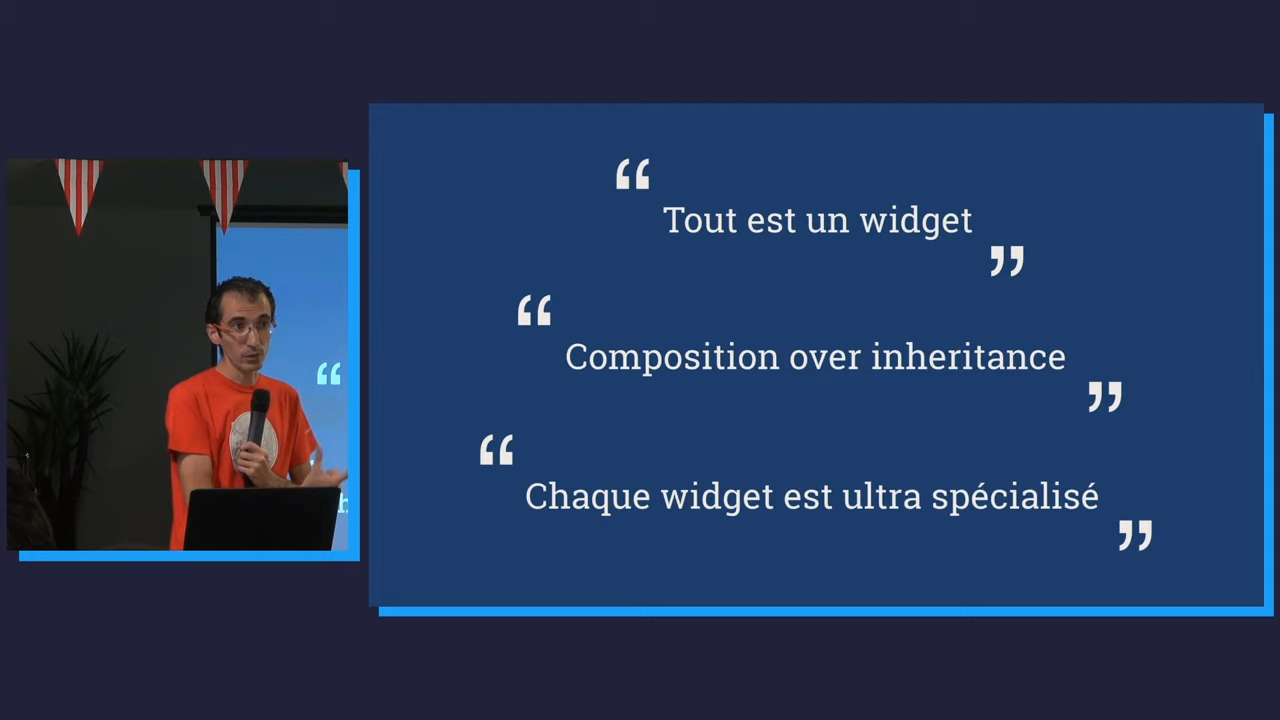 “
Tout est un widget
”
“
Composition over inheritance
”
“
Chaque widget est ultra spécialisé
”